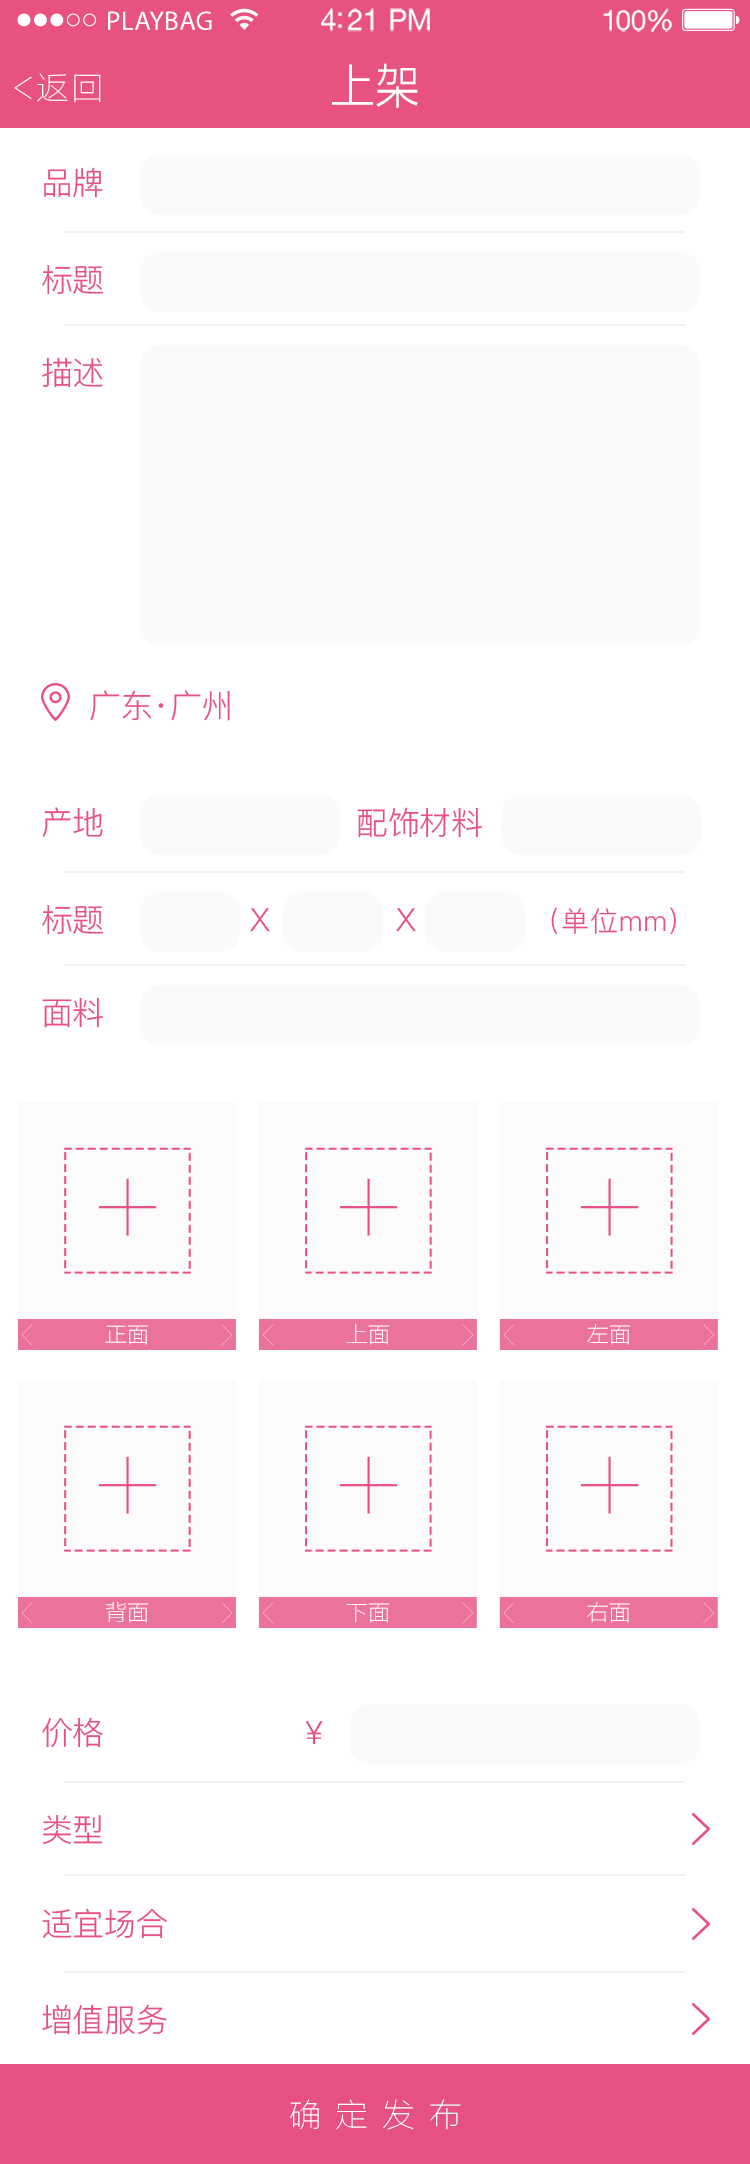 PLAYBAG 4:21 PM 100%
<返回 上架
品牌
标题
描述
广东·广州
产地 配饰材料
标题 X X （单位mm）
面料
正面 上面 左面
背面 下面 右面
价格 ¥
类型
适宜场合
增值服务
确定发布